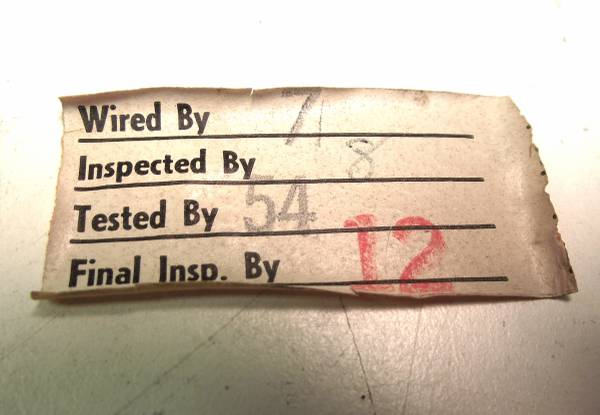 Wired By 7
Inspected By 8
Tested By 54
Final Insp. By 12